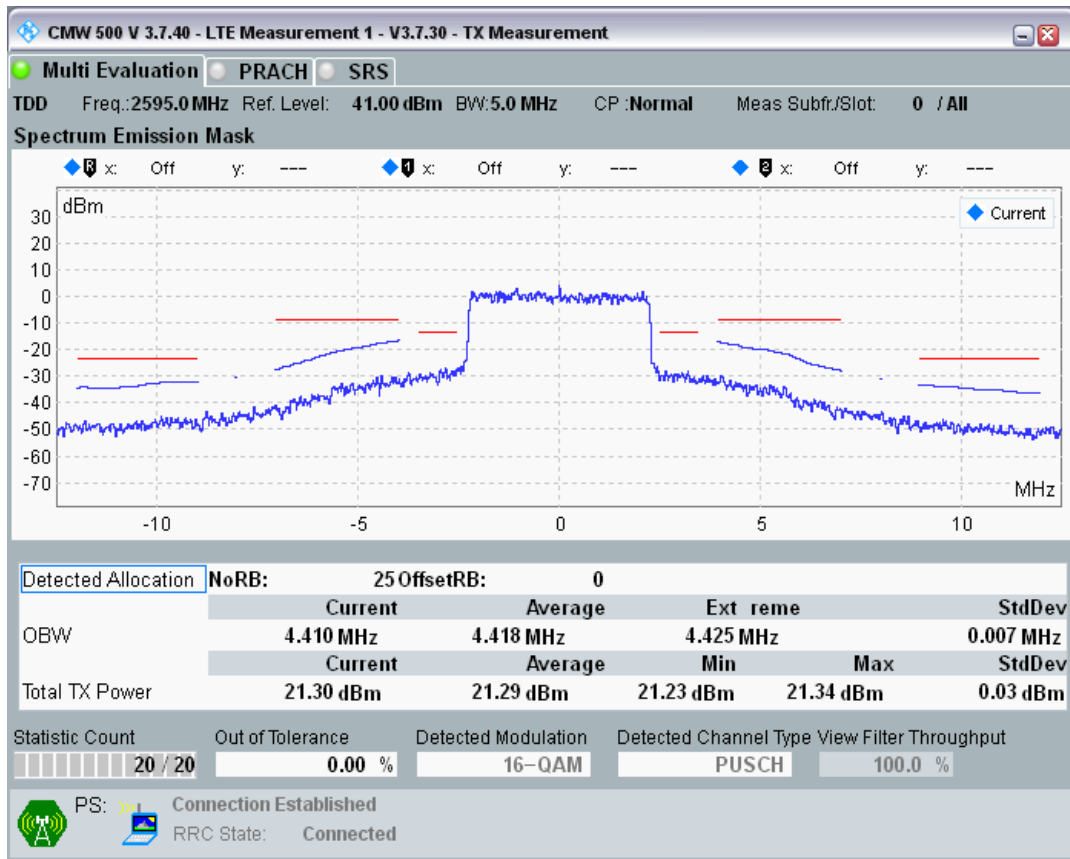 CMW 500 V 3.7.40 - LTE Measurement 1 - V3.7.30 - TX Measurement
Multi Evaluation PRACH SRS
TDD Freq.:2595.0 MHz Ref. Level: 41.00 dBm BW:5.0 MHz CP :Normal Meas Subfr./Slot: 0 / All
Spectrum Emission Mask
R x: Off y: --- 1 x: Off y: --- 2 x: Off y: ---
dBm
Current
30
20
10
0
-10
-20
-30
-40
-50
-60
-70
MHz
-10 -5 0 5 10
Detected Allocation NoRB: 25 OffsetRB: 0
Current Average Ext reme StdDev
OBW 4.410 MHz 4.418 MHz 4.425 MHz 0.007 MHz
Current Average Min Max StdDev
Total TX Power 21.30 dBm 21.29 dBm 21.23 dBm 21.34 dBm 0.03 dBm
Statistic Count Out of Tolerance Detected Modulation Detected Channel Type View Filter Throughput
20 / 20 0.00 % 16-QAM PUSCH 100.0 %
PS: Connection Established
RRC State: Connected